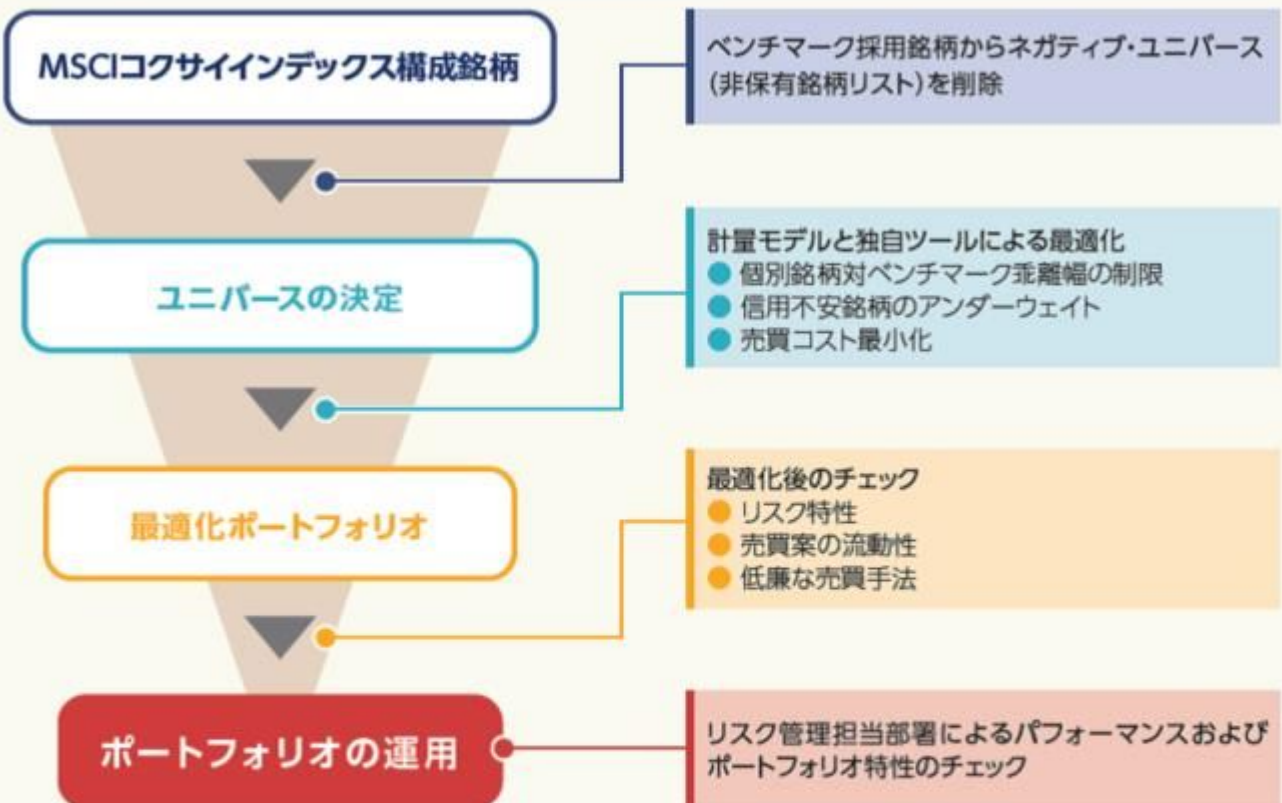 MSCIコクサイインデックス構成銘柄
ベンチマーク採用銘柄からネガティブ・ユニバース
(非保有銘柄リスト)を削除
ユニバースの決定
計量モデルと独自ツールによる最適化
● 個別銘柄対ベンチマーク乖離幅の制限
● 信用不安銘柄のアンダーウェイト
● 売買コスト最小化
最適化ポートフォリオ
最適化後のチェック
● リスク特性
● 売買案の流動性
● 低廉な売買手法
ポートフォリオの運用
リスク管理担当部署によるパフォーマンスおよび
ポートフォリオ特性のチェック